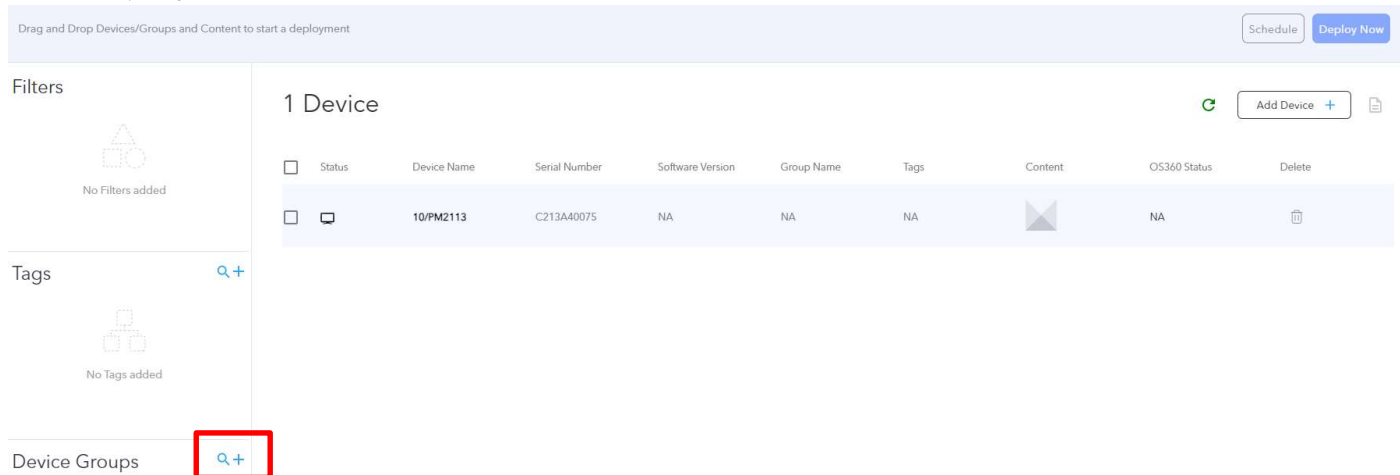 Drag and Drop Devices/Groups and Content to start a deployment
Schedule
Deploy Now
Filters
No Filters added
1 Device
Add Device +
Status Device Name Serial Number Software Version Group Name Tags Content OS360 Status Delete
10/PM2113 C213A40075 NA NA NA NA
Tags
No Tags added
Device Groups